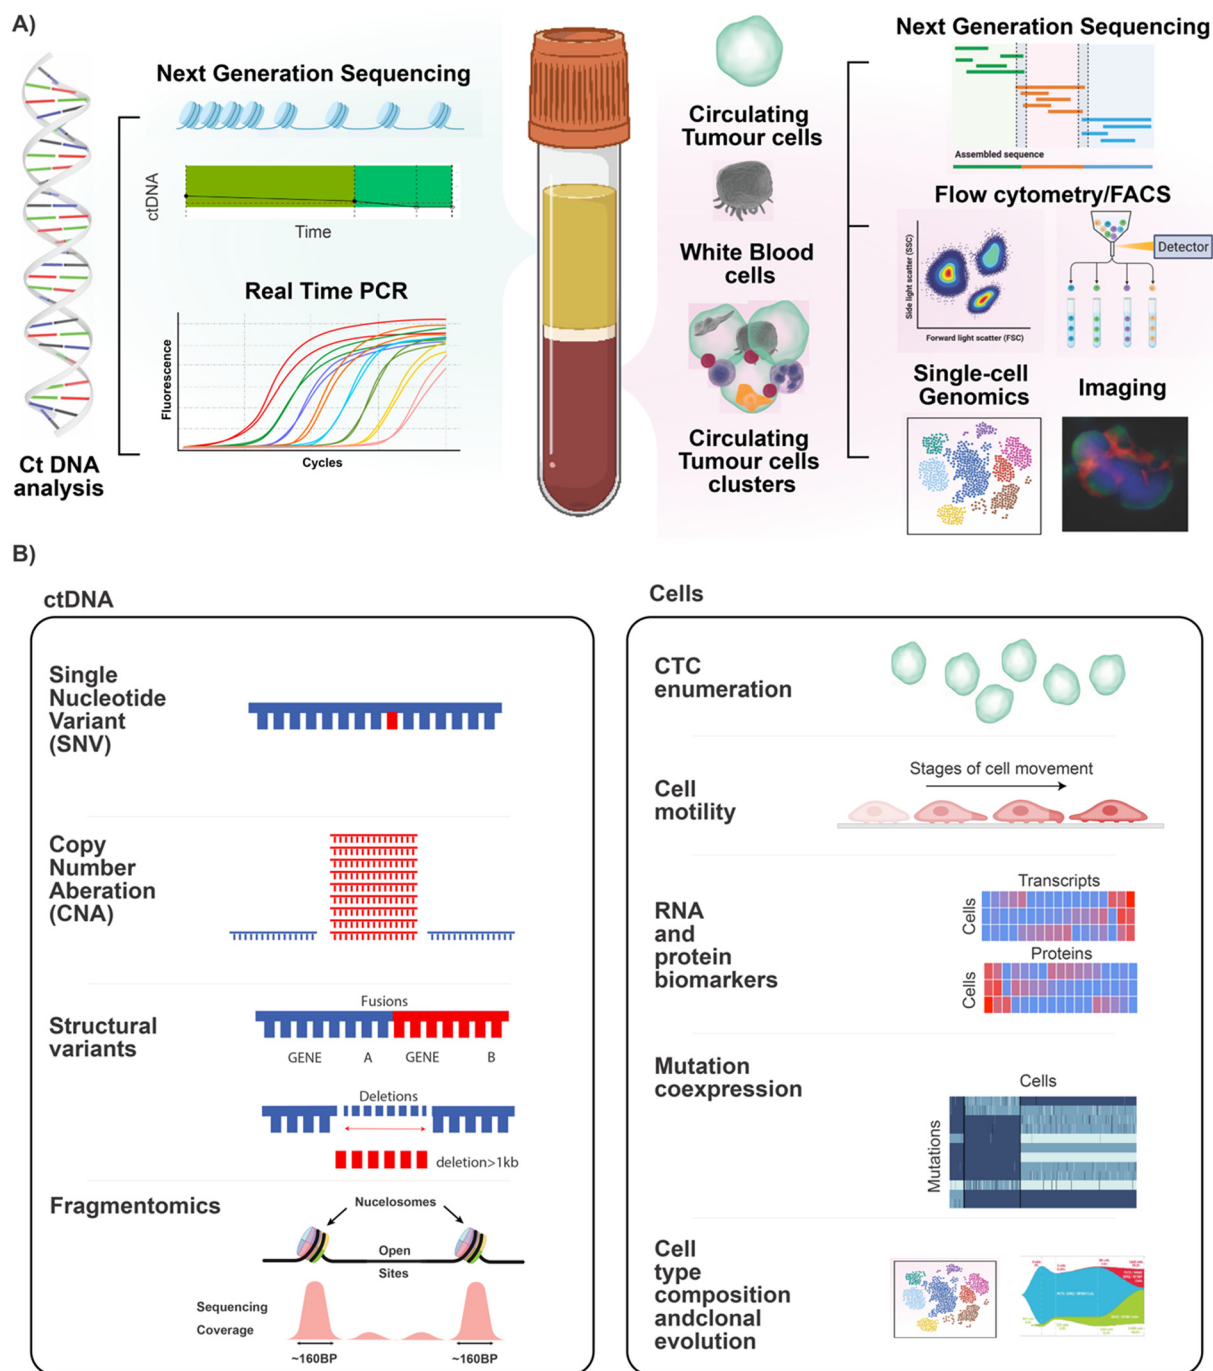 A)
Next Generation Sequencing
ctDNA
Time
Real Time PCR
Fluorescence
Cycles
Ct DNA
analysis
Circulating
Tumour cells
White Blood
cells
Circulating
Tumour cells
clusters
Next Generation Sequencing
Assembled sequence
Flow cytometry/FACS
Side light scatter (SSC)
Forward light scatter (FSC)
Detector
Single-cell
Genomics
Imaging
B)
ctDNA
Single
Nucleotide
Variant
(SNV)
Copy
Number
Aberation
(CNA)
Structural
variants
Fusions
GENE A GENE B
Deletions
deletion>1kb
Fragmentomics
Nucelosomes
Open
Sites
Sequencing
Coverage
~160BP ~160BP
Cells
CTC
enumeration
Cell
motility
Stages of cell movement
RNA
and
protein
biomarkers
Transcripts
Cells
Proteins
Cells
Mutation
coexpression
Cells
Mutations
Cell
type
composition
andclonal
evolution